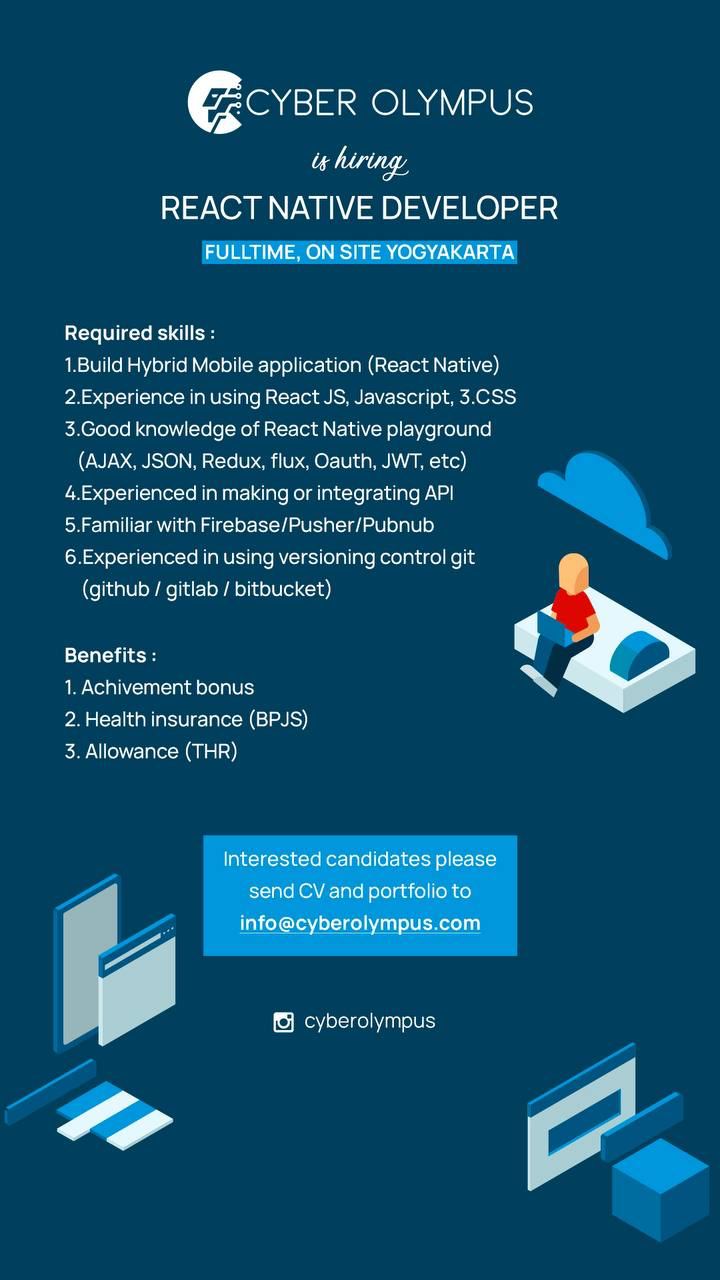 CYBER OLYMPUS
is hiring
REACT NATIVE DEVELOPER
FULLTIME, ON SITE YOGYAKARTA
Required skills :
1.Build Hybrid Mobile application (React Native)
2.Experience in using React JS, Javascript, 3.CSS
3.Good knowledge of React Native playground
(AJAX, JSON, Redux, flux, Oauth, JWT, etc)
4.Experienced in making or integrating API
5.Familiar with Firebase/Pusher/Pubnub
6.Experienced in using versioning control git
(github / gitlab / bitbucket)
Benefits :
1. Achivement bonus
2. Health insurance (BPJS)
3. Allowance (THR)
Interested candidates please
send CV and portfolio to
info@cyberolympus.com
cyberolympus